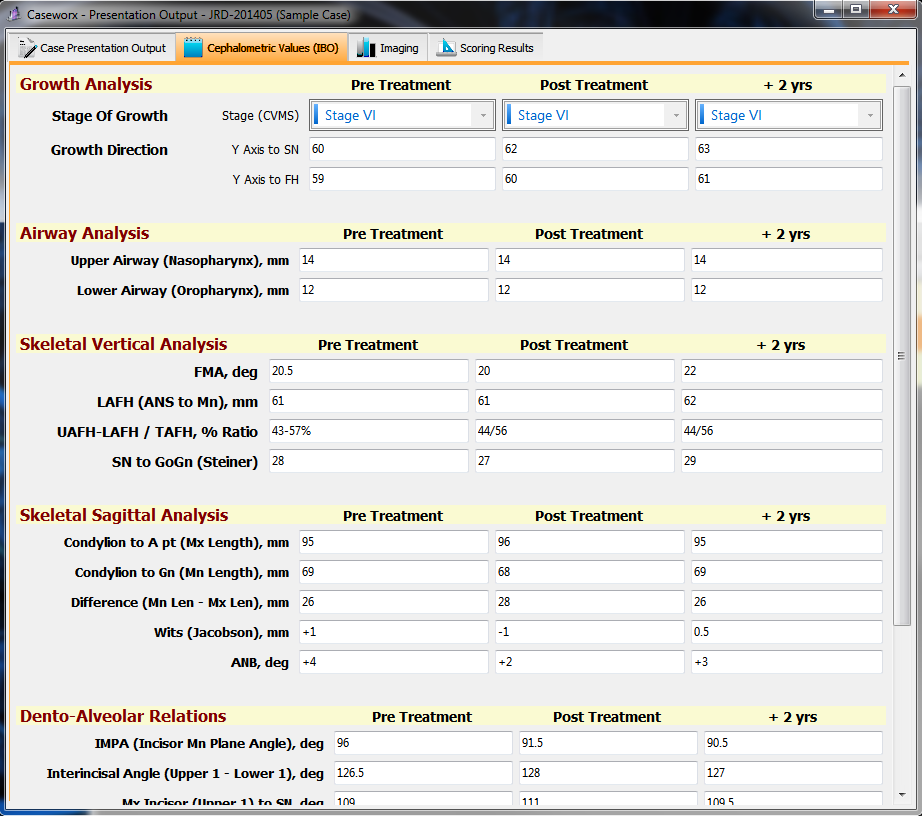 Caseworx - Presentation Output - JRD-201405 (Sample Case)
Case Presentation Output Cephalometric Values (IBO) Imaging Scoring Results
Growth Analysis Pre Treatment Post Treatment + 2 yrs
Stage Of Growth Stage (CVMS) Stage VI Stage VI Stage VI
Growth Direction Y Axis to SN 60 62 63
Y Axis to FH 59 60 61
Airway Analysis Pre Treatment Post Treatment + 2 yrs
Upper Airway (Nasopharynx), mm 14 14 14
Lower Airway (Oropharynx), mm 12 12 12
Skeletal Vertical Analysis Pre Treatment Post Treatment + 2 yrs
FMA, deg 20.5 20 22
LAFH (ANS to Mn), mm 61 61 62
UAFH-LAFH / TAFH, % Ratio 43-57% 44/56 44/56
SN to GoGn (Steiner) 28 27 29
Skeletal Sagittal Analysis Pre Treatment Post Treatment + 2 yrs
Condylion to A pt (Mx Length), mm 95 96 95
Condylion to Gn (Mn Length), mm 69 68 69
Difference (Mn Len - Mx Len), mm 26 28 26
Wits (Jacobson), mm +1 -1 0.5
ANB, deg +4 +2 +3
Dento-Alveolar Relations Pre Treatment Post Treatment + 2 yrs
IMPA (Incisor Mn Plane Angle), deg 96 91.5 90.5
Interincisal Angle (Upper 1 - Lower 1), deg 126.5 128 127
Mx Incisor (Upper 1) to SN, deg 109 111 109.5